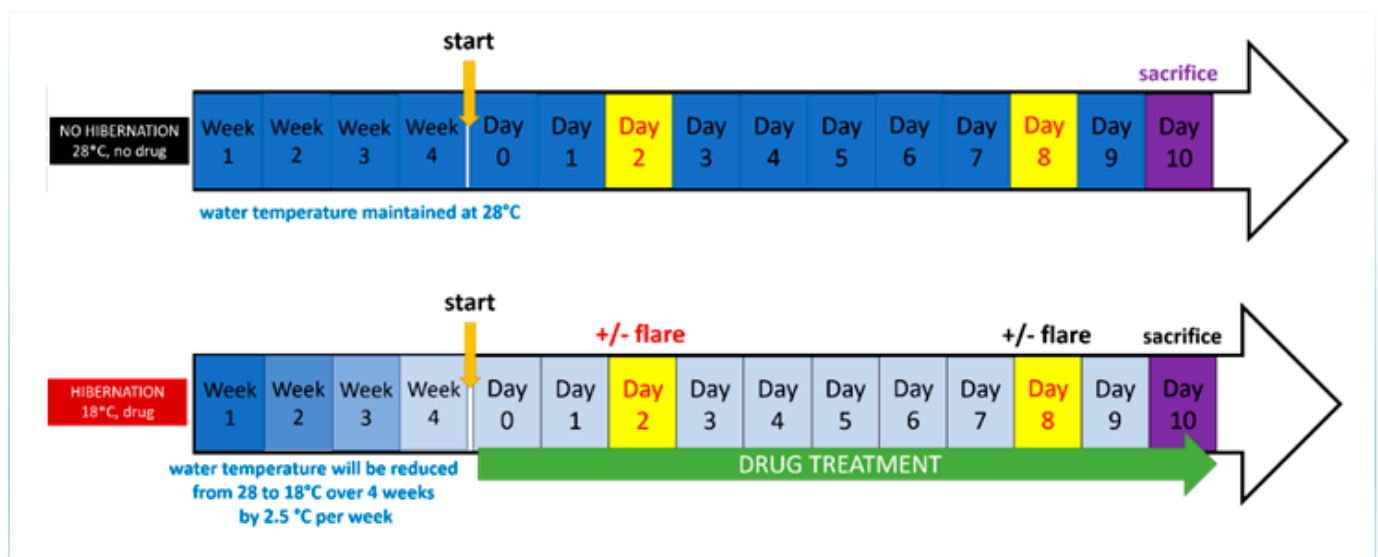 start
sacrifice
NO HIBERNATION
28*C, no drug
Week Week Week Week Day Day Day Day Day Day Day Day Day Day Day
1 2 3 4 0 1 2 3 4 5 6 7 8 9 10
water temperature maintained at 28°C
start
+/- flare +/- flare sacrifice
HIBERNATION
18*C, drug
Week Week Week Week Day Day Day Day Day Day Day Day Day Day Day
1 2 3 4 0 1 2 3 4 5 6 7 8 9 10
DRUG TREATMENT
water temperature will be reduced
from 28 to 18°C over 4 weeks
by 2.5 °C per week